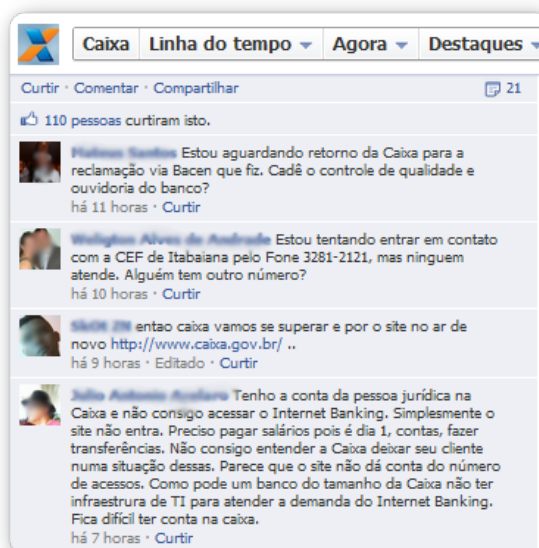 Caixa Linha do tempo Agora Destaques
Curtir · Comentar · Compartilhar 21
110 pessoas curtiram isto.
Estou aguardando retorno da Caixa para a
reclamação via Bacen que fiz. Cadê o controle de qualidade e
ouvidoria do banco?
há 11 horas · Curtir
Estou tentando entrar em contato
com a CEF de Itabaiana pelo Fone 3281-2121, mas ninguem
atende. Alguém tem outro número?
há 10 horas · Curtir
entao caixa vamos se superar e por o site no ar de
novo http://www.caixa.gov.br/ ..
há 9 horas · Editado · Curtir
Tenho a conta da pessoa jurídica na
Caixa e não consigo acessar o Internet Banking. Simplesmente o
site não entra. Preciso pagar salários pois é dia 1, contas, fazer
transferências. Não consigo entender a Caixa deixar seu cliente
numa situação dessas. Parece que o site não dá conta do número
de acessos. Como pode um banco do tamanho da Caixa não ter
infraestrura de TI para atender a demanda do Internet Banking.
Fica difícil ter conta na caixa.
há 7 horas · Curtir